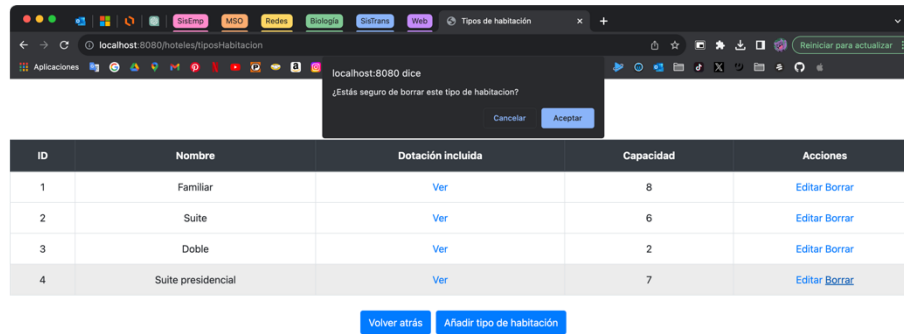 SisEmp MSO Redes Biología SisTrans Web Tipos de habitación
localhost:8080/hoteles/tiposHabitacion Reiniciar para actualizar
Aplicaciones
localhost:8080 dice
¿Estás seguro de borrar este tipo de habitacion?
Cancelar Aceptar
ID Nombre Dotación incluida Capacidad Acciones
1 Familiar Ver 8 Editar Borrar
2 Suite Ver 6 Editar Borrar
3 Doble Ver 2 Editar Borrar
4 Suite presidencial Ver 7 Editar Borrar
Volver atrás Añadir tipo de habitación